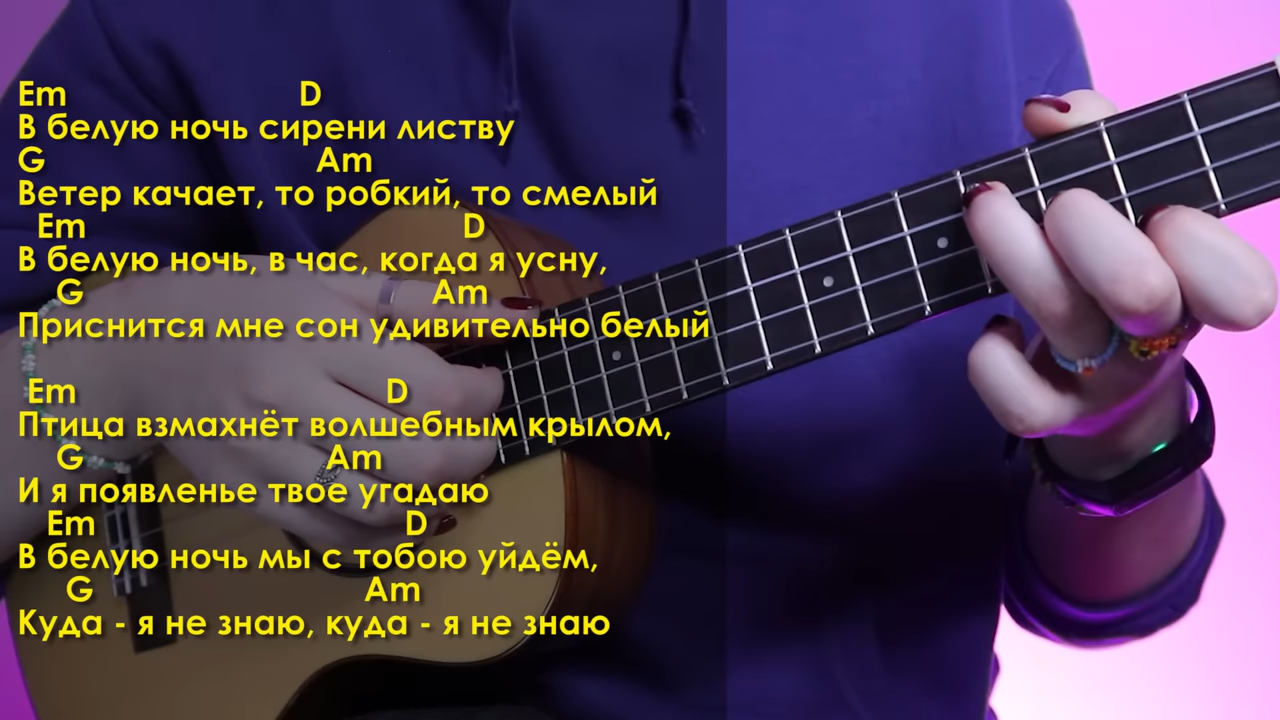 Em D
В белую ночь сирени листву
G Am
Ветер качает, то робкий, то смелый
Em D
В белую ночь, в час, когда я усну,
G Am
Приснится мне сон удивительно белый
Em D
Птица взмахнёт волшебным крылом,
G Am
И я появленье твое угадаю
Em D
В белую ночь мы с тобою уйдём,
G Am
Куда - я не знаю, куда - я не знаю